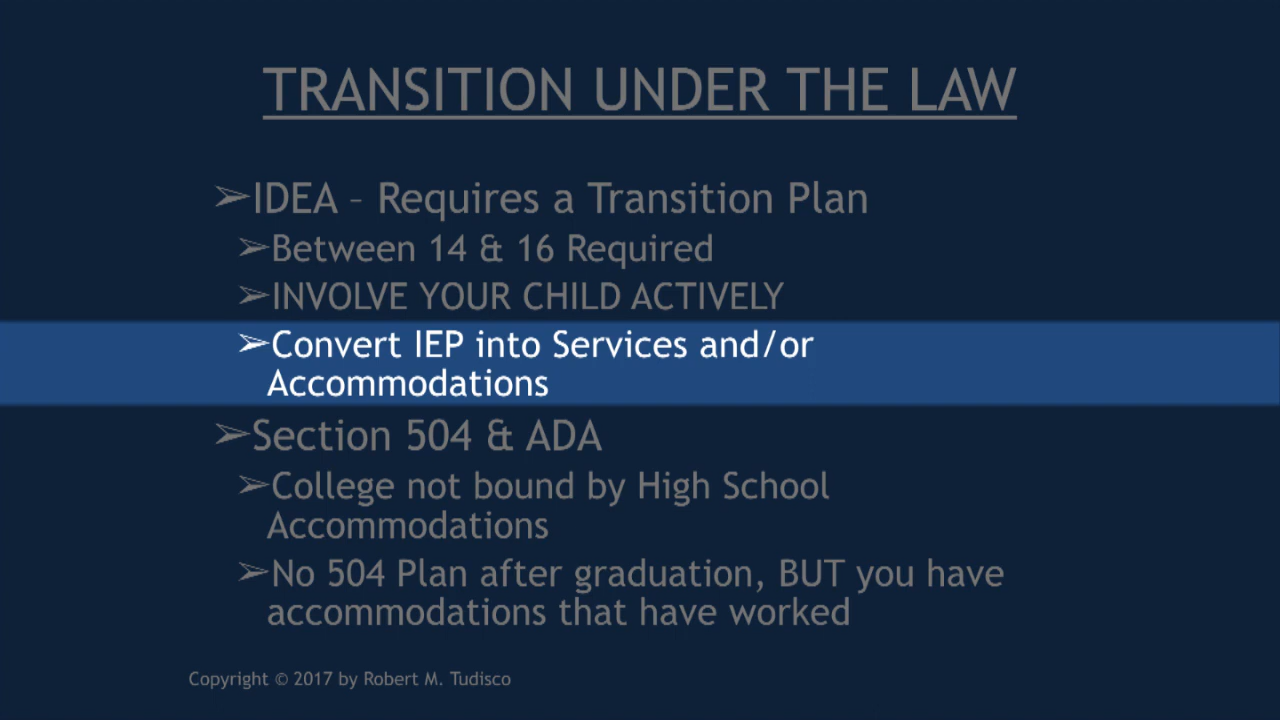 TRANSITION UNDER THE LAW
➢IDEA – Requires a Transition Plan
➢Between 14 & 16 Required
➢INVOLVE YOUR CHILD ACTIVELY
➢Convert IEP into Services and/or
Accommodations
➢Section 504 & ADA
➢College not bound by High School
Accommodations
➢No 504 Plan after graduation, BUT you have
accommodations that have worked
Copyright © 2017 by Robert M. Tudisco